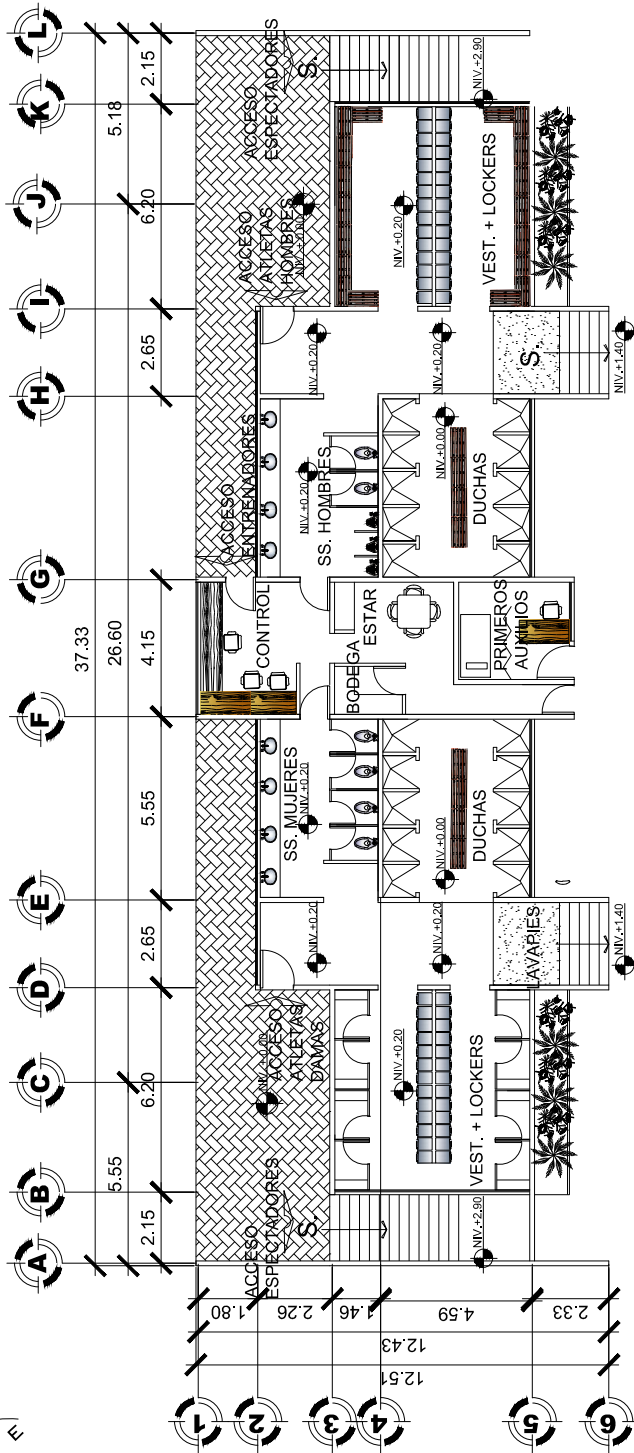 A
B
C
D
E
F
G
H
I
J
K
L
37.33
5.55
26.60
5.18
2.15
6.20
2.65
5.55
4.15
2.65
6.20
2.15
1
2
3
4
5
6
1.80
2.26
1.46
4.59
2.33
12.43
12.51
E
ACCESO
ESPECTADORES
S.
NIV.+2,90
NIV.+0.00
ACCESO
ATLETAS
DAMAS
NIV.+0.20
VEST. + LOCKERS
NIV.+0.20
NIV.+0.20
LAVAPIES
NIV.+1.40
SS. MUJERES
NIV.+0.20
NIV.+0.00
DUCHAS
CONTROL
BODEGA
ESTAR
PRIMEROS
AUXILIOS
ACCESO
ENTRENADORES
NIV.+0.20
SS. HOMBRES
NIV.+0.00
DUCHAS
NIV.+0.20
NIV.+0.20
S.
NIV.+1.40
ACCESO
ATLETAS
HOMBRES
NIV.+0.20
VEST. + LOCKERS
ACCESO
ESPECTADORES
S.
NIV.+2,90